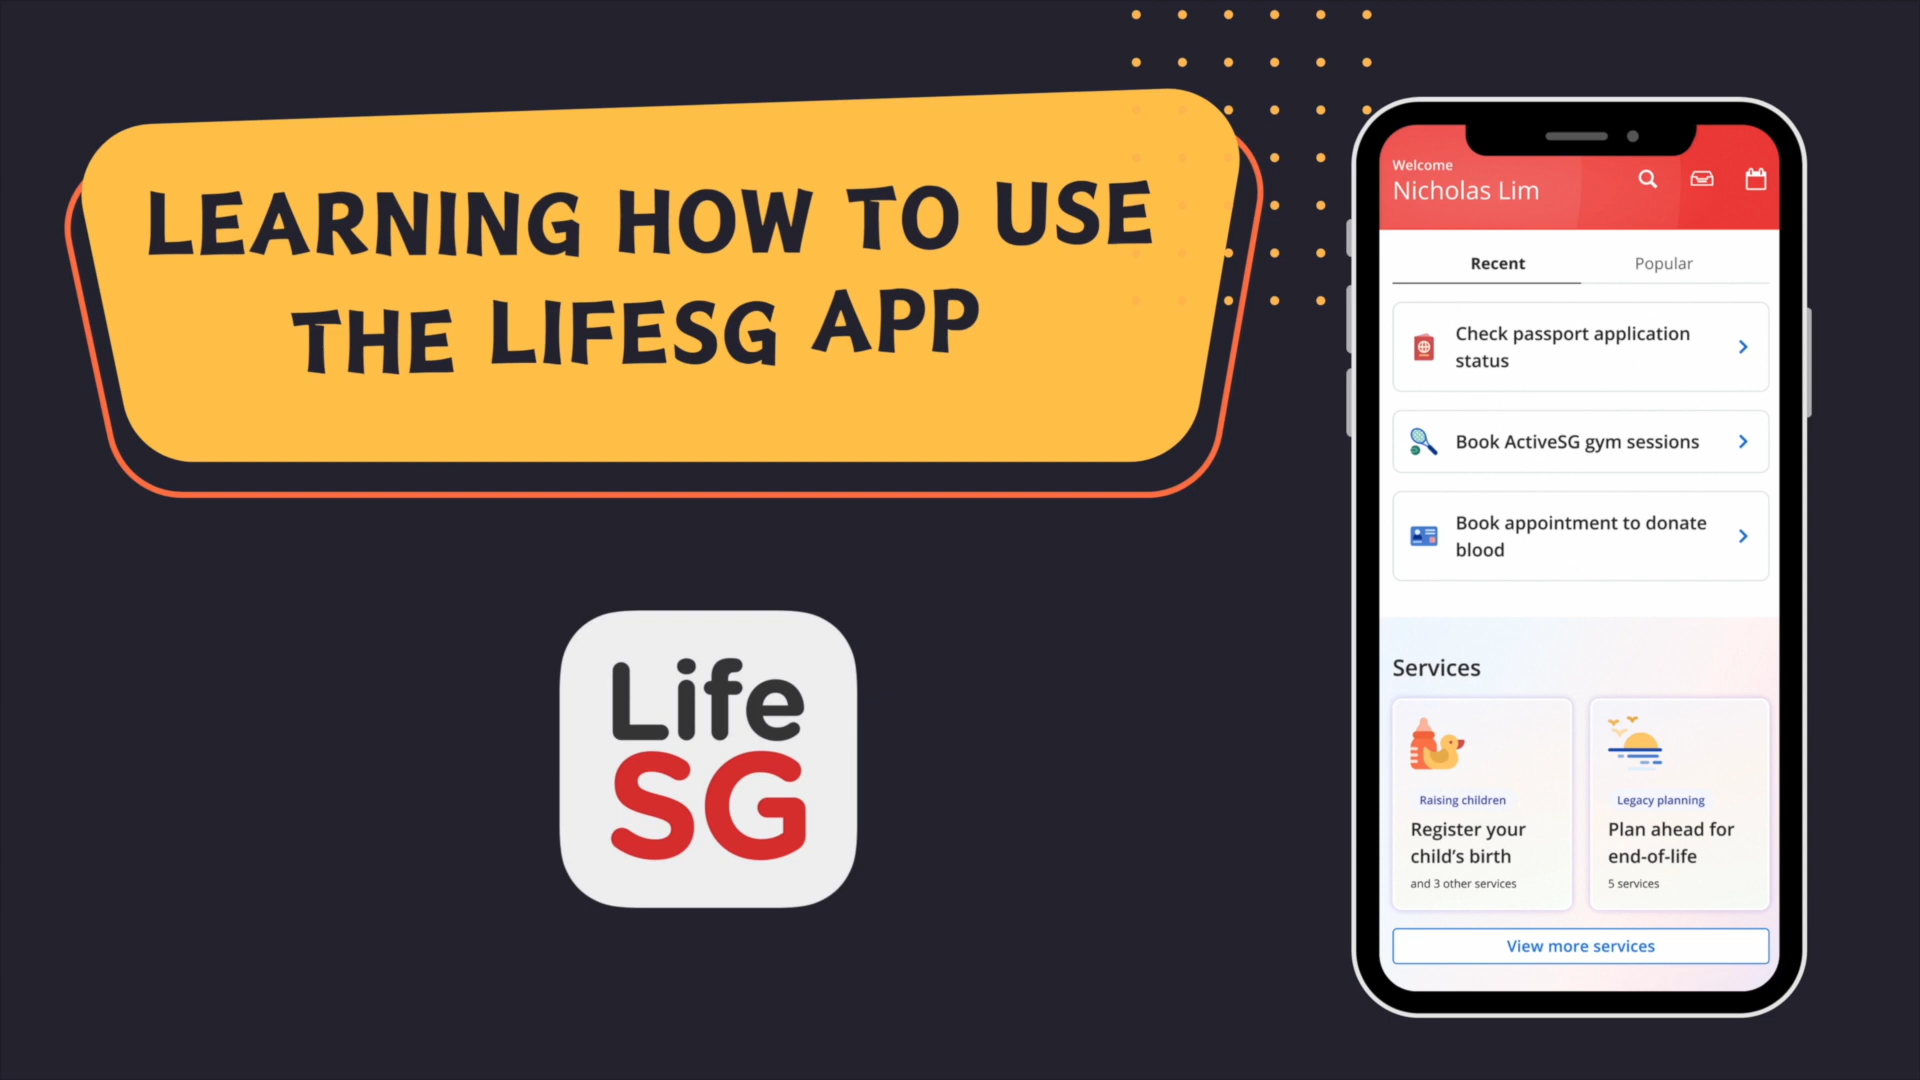 LEARNING HOW TO USE
THE LIFESG APP
Life
SG
Welcome
Nicholas Lim
Recent
Popular
Check passport application
status
Book ActiveSG gym sessions
Book appointment to donate
blood
Services
Raising children
Register your
child's birth
and 3 other services
Legacy planning
Plan ahead for
end-of-life
5 services
View more services